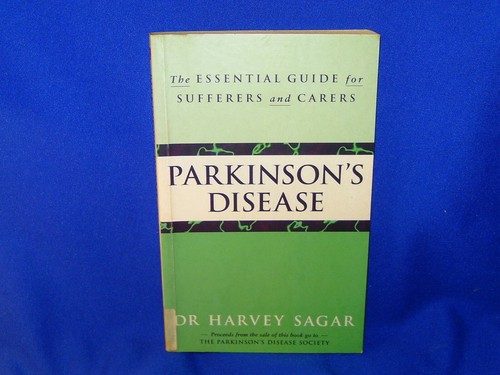 The ESSENTIAL GUIDE for
SUFFERERS and CARERS
PARKINSON'S
DISEASE
DR HARVEY SAGAR
— Proceeds from the sale of this book go to —
THE PARKINSON'S DISEASE SOCIETY